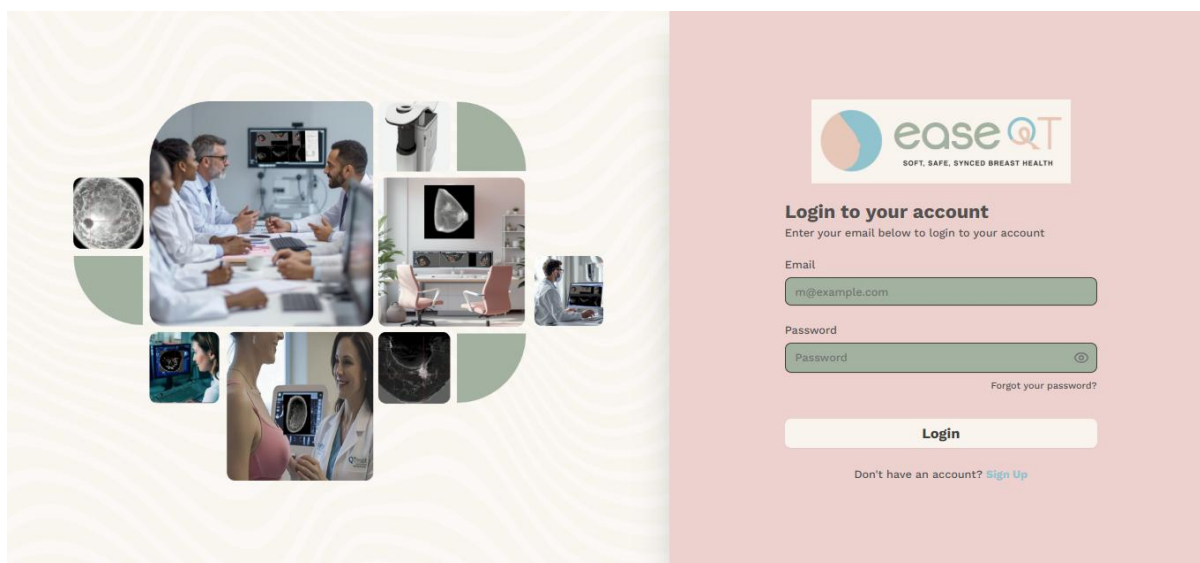 ease QT
SOFT, SAFE, SYNCED BREAST HEALTH
Login to your account
Enter your email below to login to your account
Email
m@example.com
Password
Password
Forgot your password?
Login
Don't have an account? Sign Up